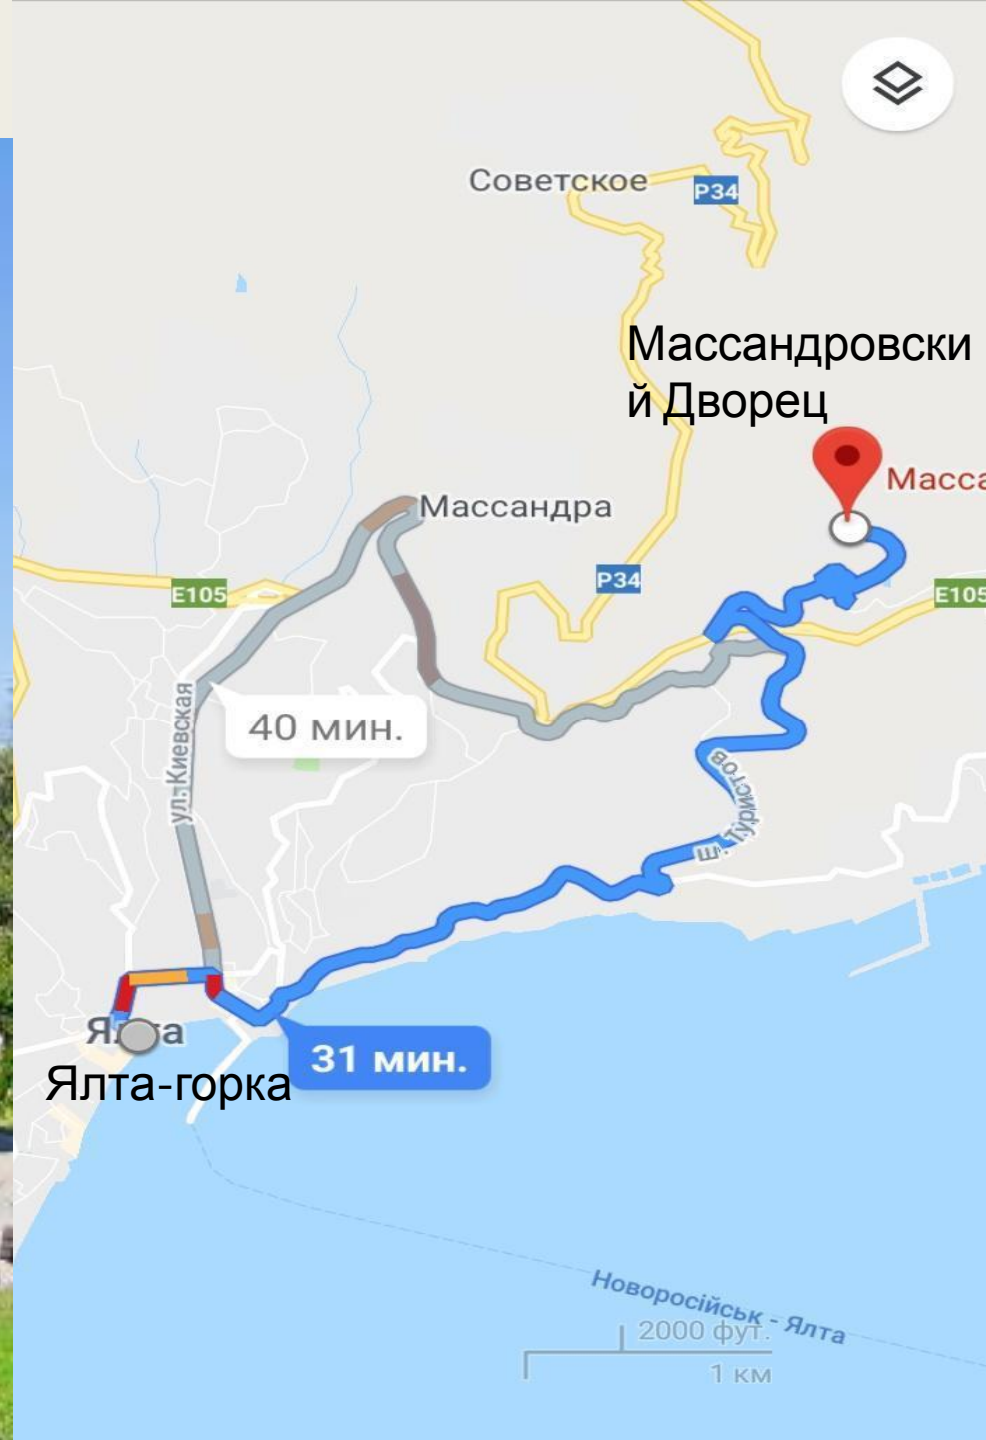 Советское
P34
Массандровски
й Дворец
Масса
Массандра
P34
E105
E105
40 мин.
ул. Киевская
ш. Туристов
Ялта
31 мин.
Ялта-горка
Новоросійськ - Ялта
2000 фут.
1 км